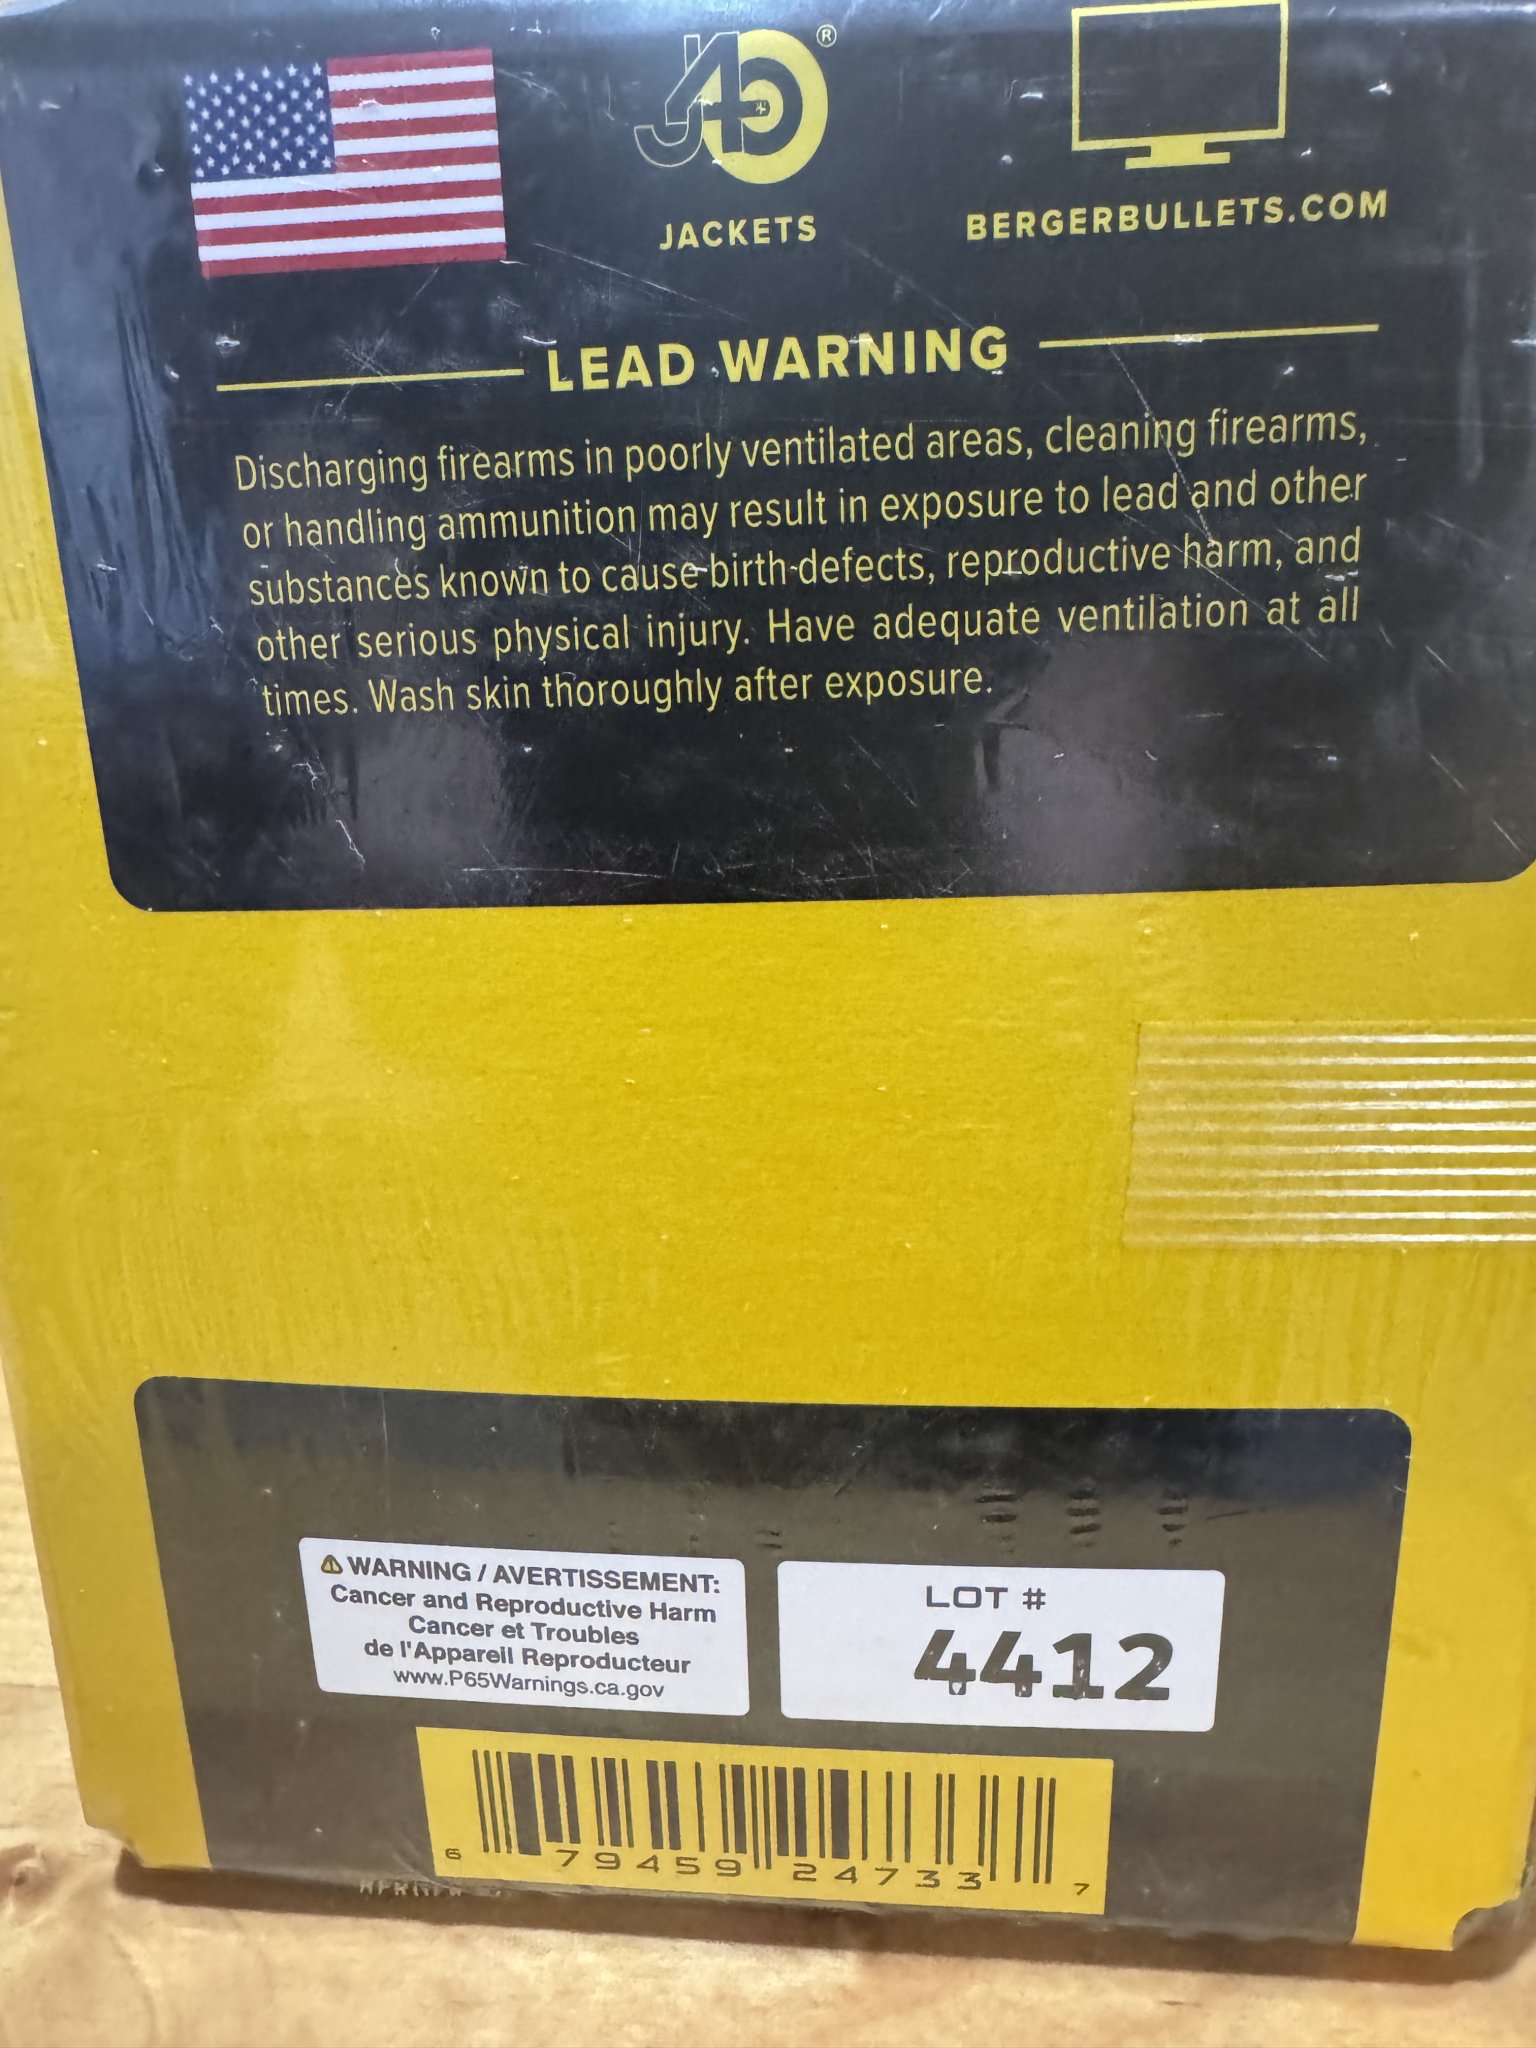 J4 ®
JACKETS
BERGERBULLETS.COM
LEAD WARNING
Discharging firearms in poorly ventilated areas, cleaning firearms,
or handling ammunition may result in exposure to lead and other
substances known to cause birth defects, reproductive harm, and
other serious physical injury. Have adequate ventilation at all
times. Wash skin thoroughly after exposure.
WARNING / AVERTISSEMENT:
Cancer and Reproductive Harm
Cancer et Troubles
de l'Appareil Reproducteur
www.P65Warnings.ca.gov
LOT #
4412
6 79459 24733 7